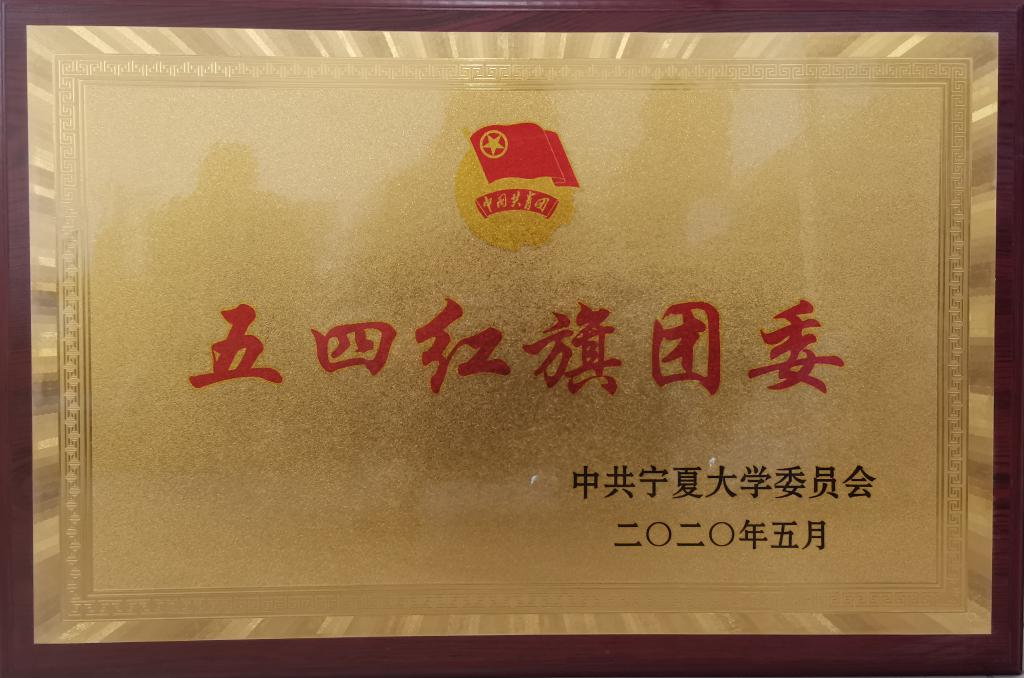 中国共青团
五四红旗团委
中共宁夏大学委员会
二〇二〇年五月